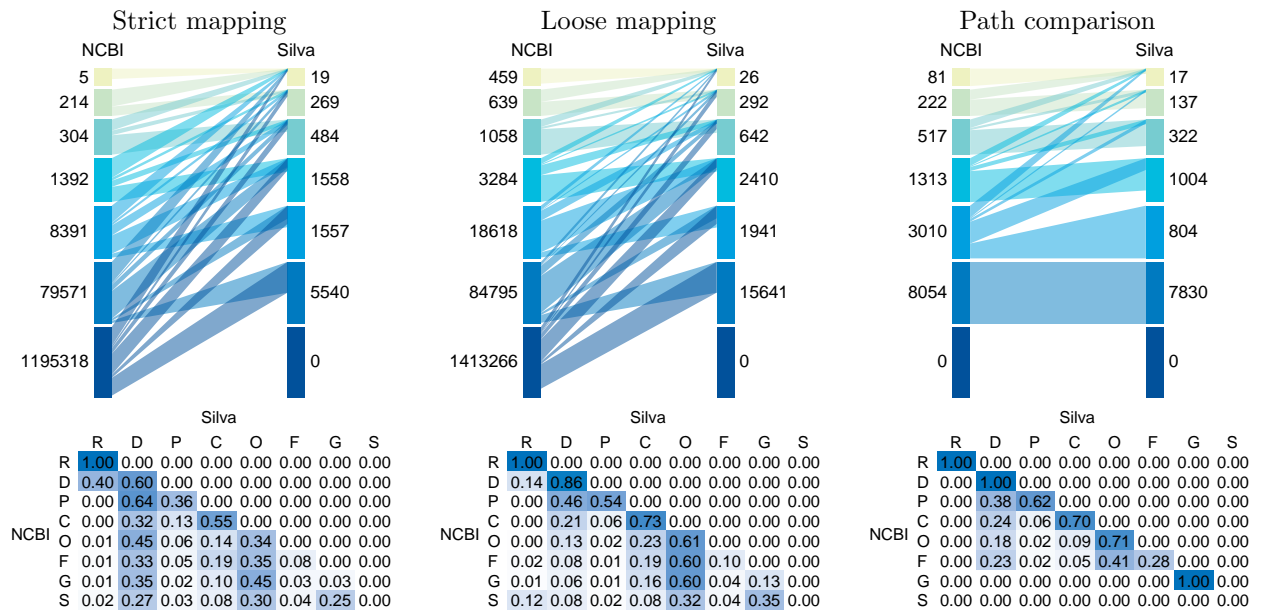 Strict mapping Loose mapping Path comparison
NCBI Silva NCBI Silva NCBI Silva
5 19 459 26 81 17
214 269 639 292 222 137
304 484 1058 642 517 322
1392 1558 3284 2410 1313 1004
8391 1557 18618 1941 3010 804
79571 5540 84795 15641 8054 7830
1195318 0 1413266 0 0 0
Silva Silva Silva
R D P C O F G S R D P C O F G S R D P C O F G S
R 1.00 0.00 0.00 0.00 0.00 0.00 0.00 0.00 R 1.00 0.00 0.00 0.00 0.00 0.00 0.00 0.00 R 1.00 0.00 0.00 0.00 0.00 0.00 0.00 0.00
D 0.40 0.60 0.00 0.00 0.00 0.00 0.00 0.00 D 0.14 0.86 0.00 0.00 0.00 0.00 0.00 0.00 D 0.00 1.00 0.00 0.00 0.00 0.00 0.00 0.00
P 0.00 0.64 0.36 0.00 0.00 0.00 0.00 0.00 P 0.00 0.46 0.54 0.00 0.00 0.00 0.00 0.00 P 0.00 0.38 0.62 0.00 0.00 0.00 0.00 0.00
C 0.00 0.32 0.13 0.55 0.00 0.00 0.00 0.00 C 0.00 0.21 0.06 0.73 0.00 0.00 0.00 0.00 C 0.00 0.24 0.06 0.70 0.00 0.00 0.00 0.00
NCBI O 0.01 0.45 0.06 0.14 0.34 0.00 0.00 0.00 NCBI O 0.00 0.13 0.02 0.23 0.61 0.00 0.00 0.00 NCBI O 0.00 0.18 0.02 0.09 0.71 0.00 0.00 0.00
F 0.01 0.33 0.05 0.19 0.35 0.08 0.00 0.00 F 0.02 0.08 0.01 0.19 0.60 0.10 0.00 0.00 F 0.00 0.23 0.02 0.05 0.41 0.28 0.00 0.00
G 0.01 0.35 0.02 0.10 0.45 0.03 0.03 0.00 G 0.01 0.06 0.01 0.16 0.60 0.04 0.13 0.00 G 0.00 0.00 0.00 0.00 0.00 0.00 1.00 0.00
S 0.02 0.27 0.03 0.08 0.30 0.04 0.25 0.00 S 0.12 0.08 0.02 0.08 0.32 0.04 0.35 0.00 S 0.00 0.00 0.00 0.00 0.00 0.00 0.00 0.00